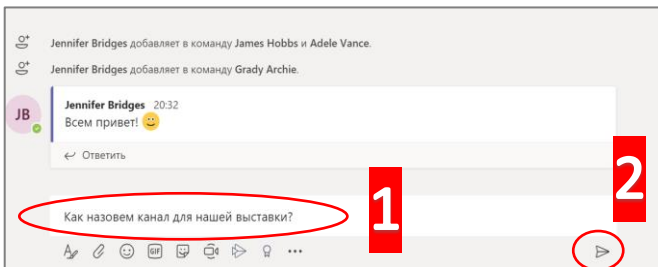 Jennifer Bridges добавляет в команду James Hobbs и Adele Vance.
Jennifer Bridges добавляет в команду Grady Archie.
JB
Jennifer Bridges 20:32
Всем привет!
Ответить
1
2
Как назовем канал для нашей выставки?
GIF